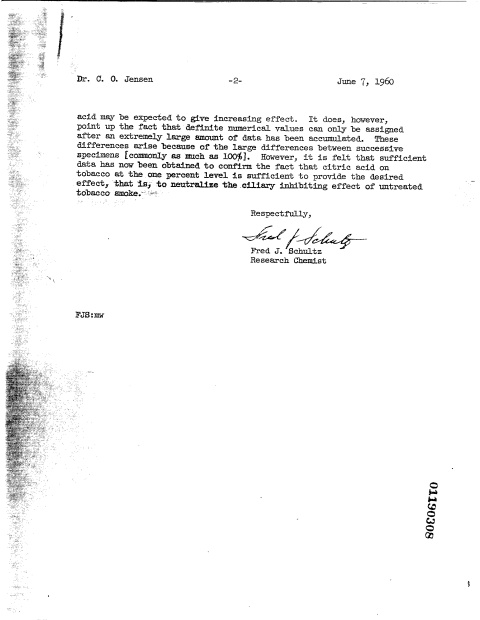 Dr. C. O. Jensen -2- June 7, 1960
acid may be expected to give increasing effect. It does, however,
point up the fact that definite numerical values can only be assigned
after an extremely large amount of data has been accumulated. These
differences arise because of the large differences between successive
specimens [commonly as much as 100%]. However, it is felt that sufficient
data has now been obtained to confirm the fact that citric acid on
tobacco at the one percent level is sufficient to provide the desired
effect, that is, to neutralize the ciliary inhibiting effect of untreated
tobacco smoke.
Respectfully,
Fred J Schultz
Fred J. Schultz
Research Chemist
FJS:mw
01190308